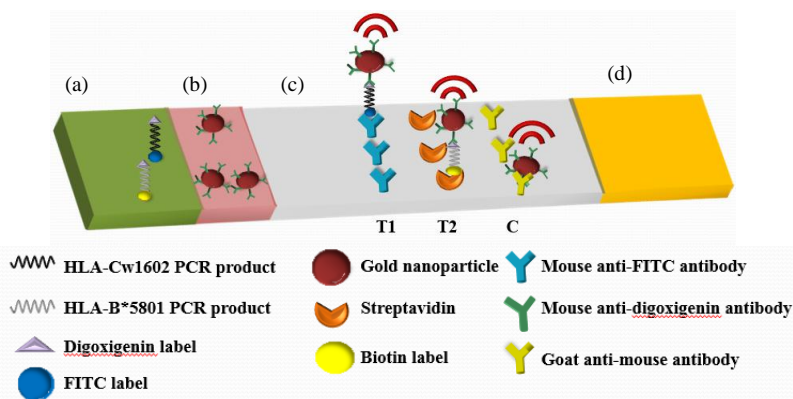 (a)
(b)
(c)
(d)
T1
T2
C
HLA-Cw1602 PCR product
HLA-B*5801 PCR product
Digoxigenin label
FITC label
Gold nanoparticle
Streptavidin
Biotin label
Mouse anti-FITC antibody
Mouse anti-digoxigenin antibody
Goat anti-mouse antibody